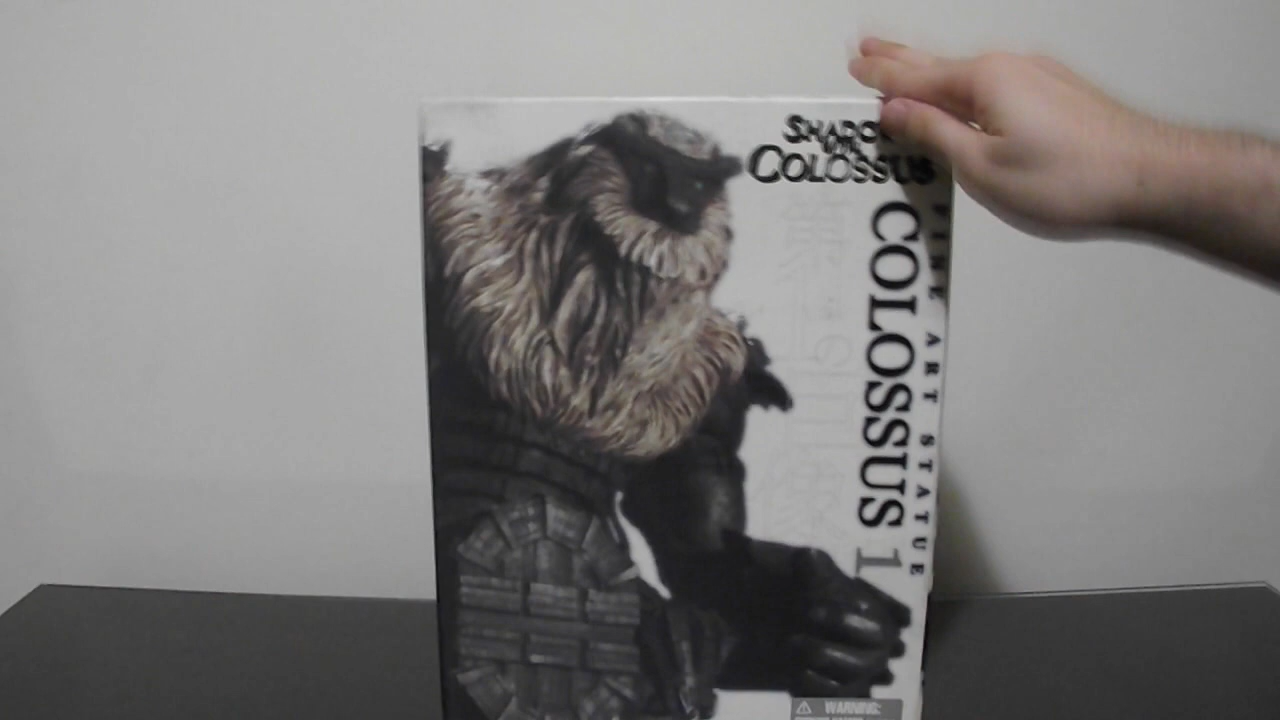 SHADOW
OF THE
COLOSSUS
FINE ART STATUE
COLOSSUS 1
WARNING: